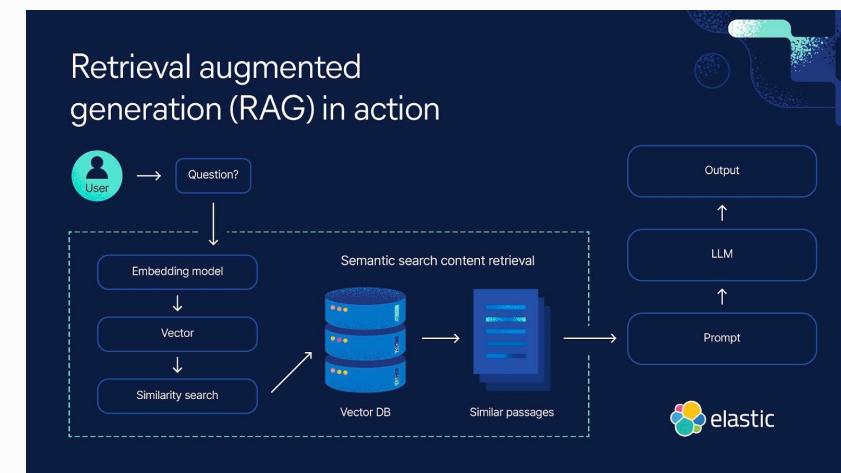 Retrieval augmented
generation (RAG) in action
User
Question?
Embedding model
Vector
Similarity search
Semantic search content retrieval
Vector DB
Similar passages
Output
LLM
Prompt
elastic